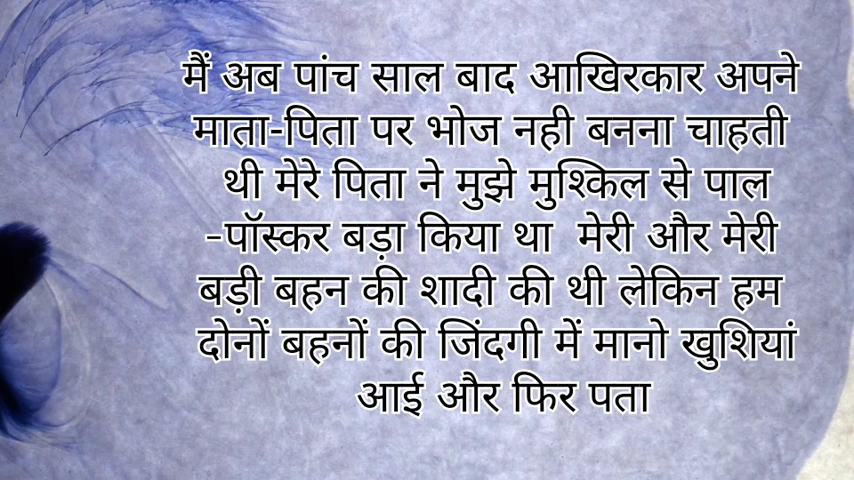 मैं अब पांच साल बाद आखिरकार अपने
माता-पिता पर भोज नही बनना चाहती
थी मेरे पिता ने मुझे मुश्किल से पाल
-पॉस्कर बड़ा किया था मेरी और मेरी
बड़ी बहन की शादी की थी लेकिन हम
दोनों बहनों की जिंदगी में मानो खुशियां
आई और फिर पता